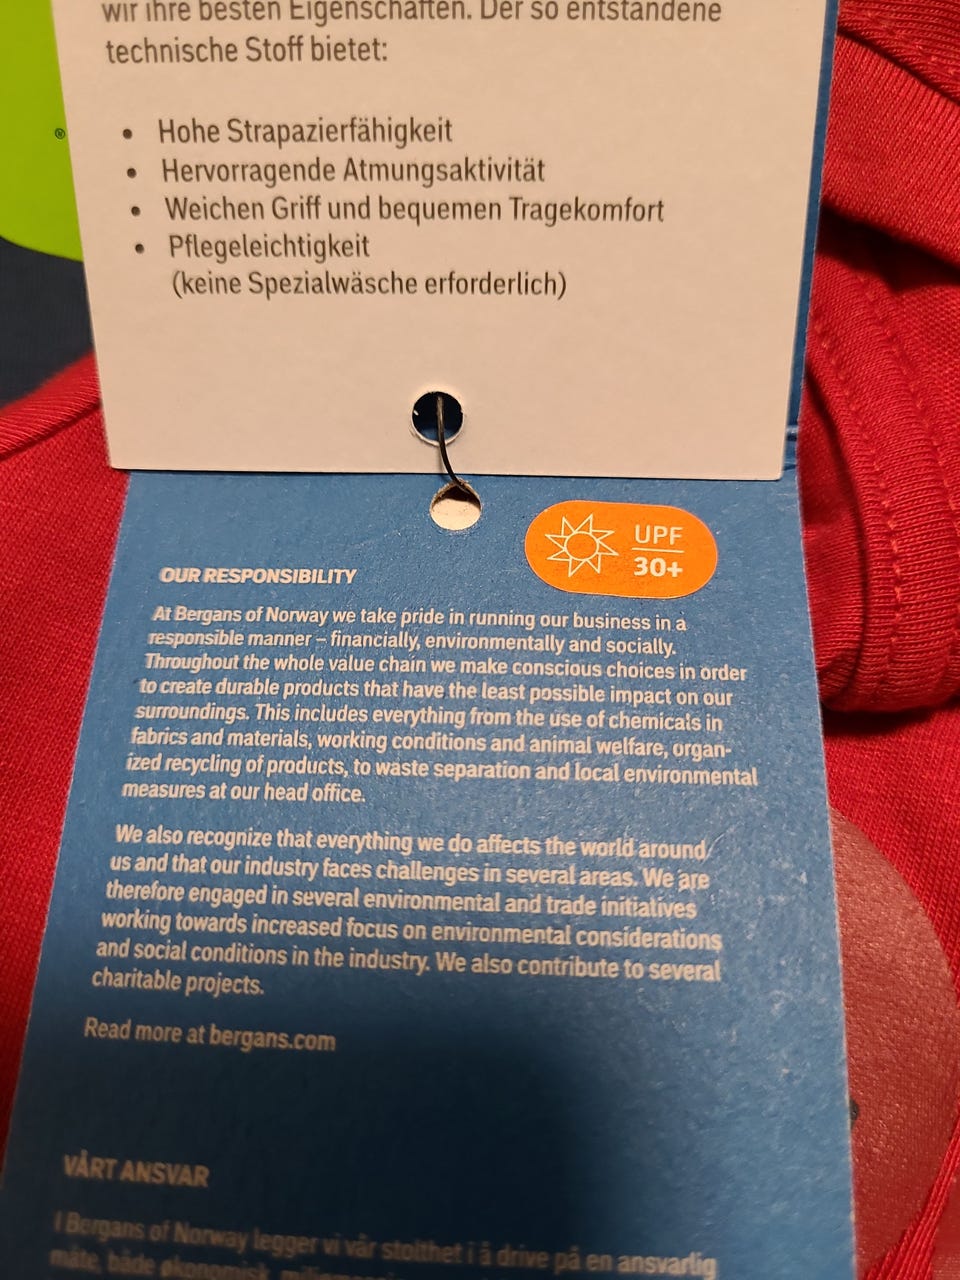 wir ihre besten Eigenschaften. Der so entstandene
technische Stoff bietet:
®
• Hohe Strapazierfähigkeit
• Hervorragende Atmungsaktivität
• Weichen Griff und bequemen Tragekomfort
• Pflegeleichtigkeit
(keine Spezialwäsche erforderlich)
UPF
30+
OUR RESPONSIBILITY
At Bergans of Norway we take pride in running our business in a
responsible manner – financially, environmentally and socially.
Throughout the whole value chain we make conscious choices in order
to create durable products that have the least possible impact on our
surroundings. This includes everything from the use of chemicals in
fabrics and materials, working conditions and animal welfare, organ-
ized recycling of products, to waste separation and local environmental
measures at our head office.
We also recognize that everything we do affects the world around
us and that our industry faces challenges in several areas. We are
therefore engaged in several environmental and trade initiatives
working towards increased focus on environmental considerations
and social conditions in the industry. We also contribute to several
charitable projects.
Read more at bergans.com
VÅRT ANSVAR
I Bergans of Norway legger vi vår stolthet i å drive på en ansvarlig
måte, både økonomisk,